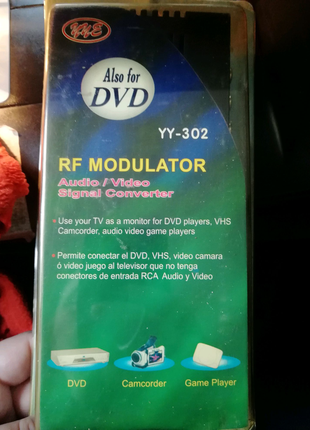 Also for
DVD
YY-302
RF MODULATOR
Audio/Video
Signal Converter
Use your TV as a monitor for DVD players, VHS
Camcorder, audio video game players
Permite conectar el DVD, VHS, video camara
ó video juego al televisor que no tenga
conectores de entrada RCA Audio y Video
DVD Camcorder Game Player